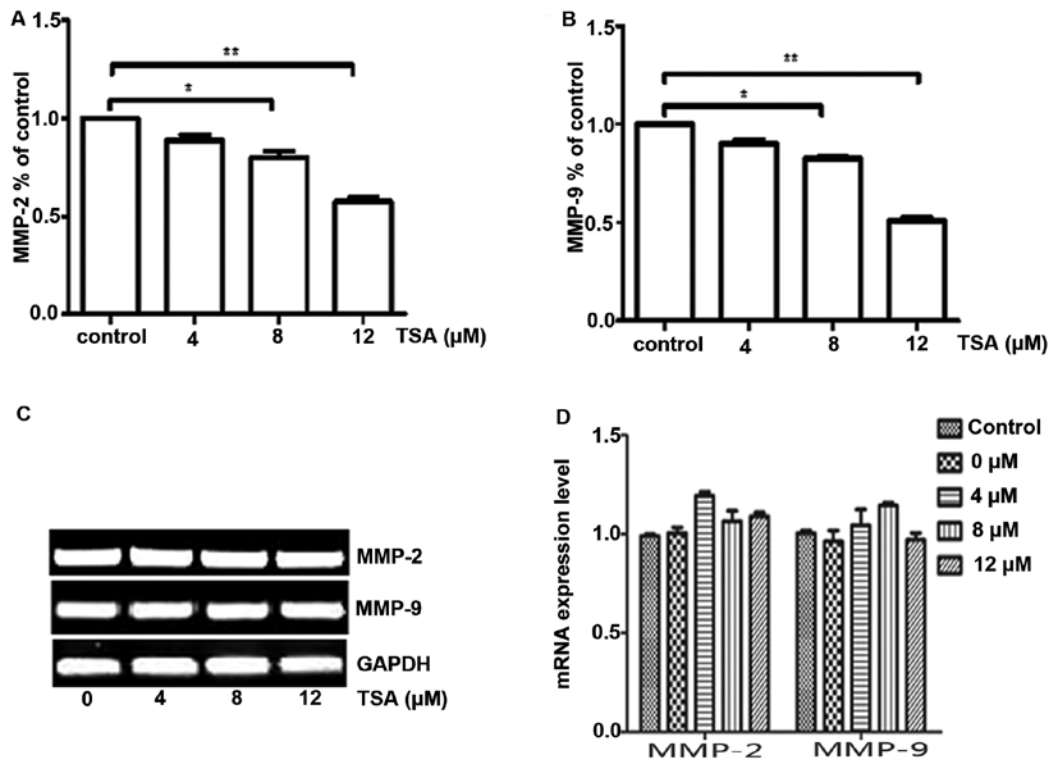 A
1.5
1.0
0.5
0.0
MMP-2 % of control
**
*
control 4 8 12 TSA (µM)
B
1.5
1.0
0.5
0.0
MMP-9 % of control
**
*
control 4 8 12 TSA (µM)
C
MMP-2
MMP-9
GAPDH
0 4 8 12 TSA (µM)
D
1.5
1.0
0.5
0.0
mRNA expression level
MMP-2 MMP-9
Control
0 µM
4 µM
8 µM
12 µM